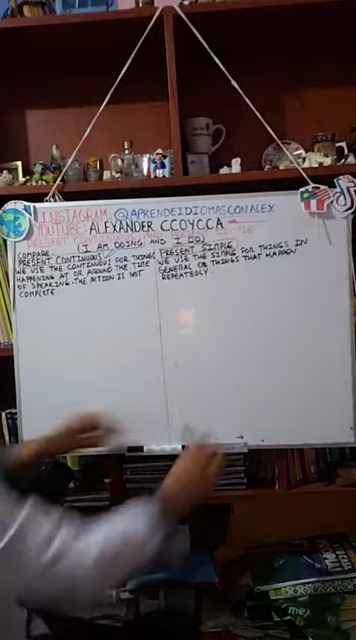 INSTAGRAM: @APRENDEIDIOMASCONALEX
YOUTUBE: ALEXANDER CCOYCCA
COMPARE (I AM DOING AND I DO)
PRESENT CONTINUOUS
WE USE THE CONTINUOUS FOR THINGS
HAPPENING AT OR AROUND THE TIME
OF SPEAKING. THE ACTION IS NOT
COMPLETE.
PRESENT SIMPLE
WE USE THE SIMPLE FOR THINGS IN
GENERAL OR THINGS THAT HAPPEN
REPEATEDLY.